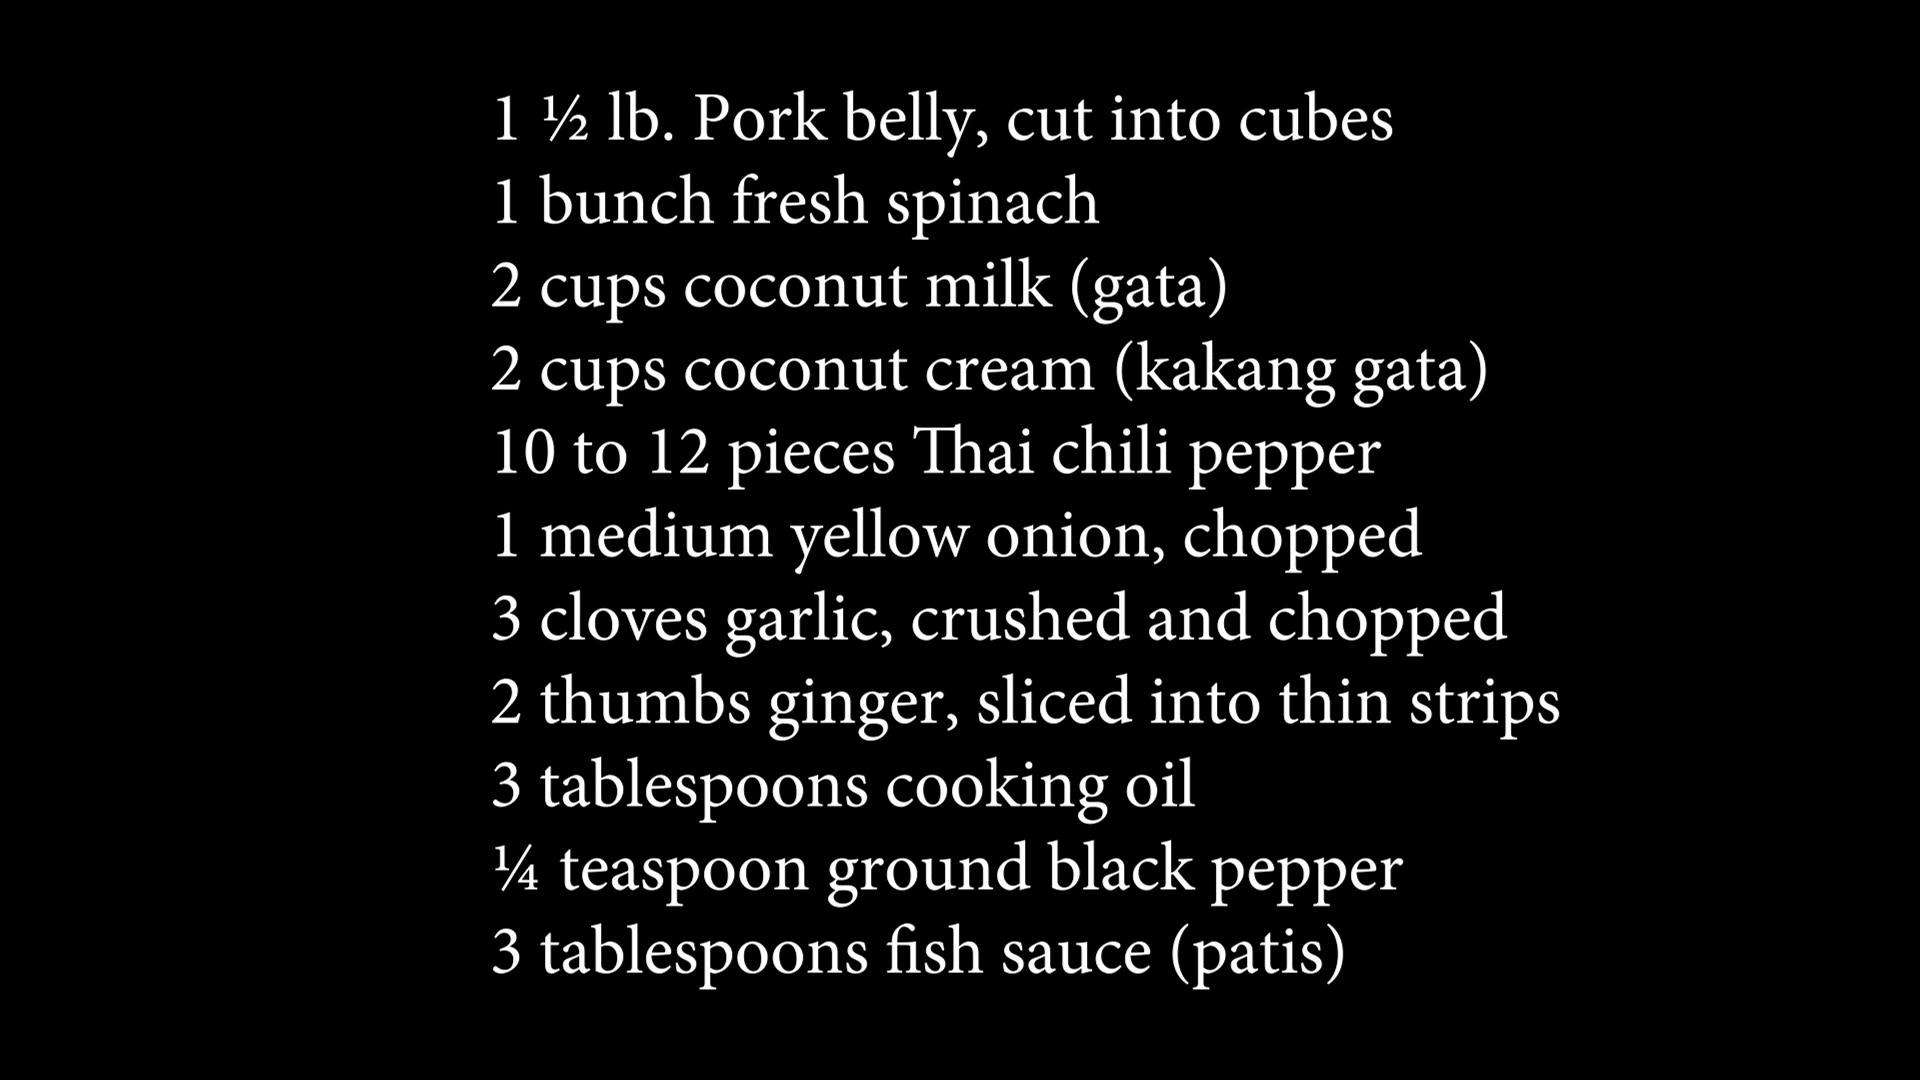 1 ½ lb. Pork belly, cut into cubes
1 bunch fresh spinach
2 cups coconut milk (gata)
2 cups coconut cream (kakang gata)
10 to 12 pieces Thai chili pepper
1 medium yellow onion, chopped
3 cloves garlic, crushed and chopped
2 thumbs ginger, sliced into thin strips
3 tablespoons cooking oil
¼ teaspoon ground black pepper
3 tablespoons fish sauce (patis)